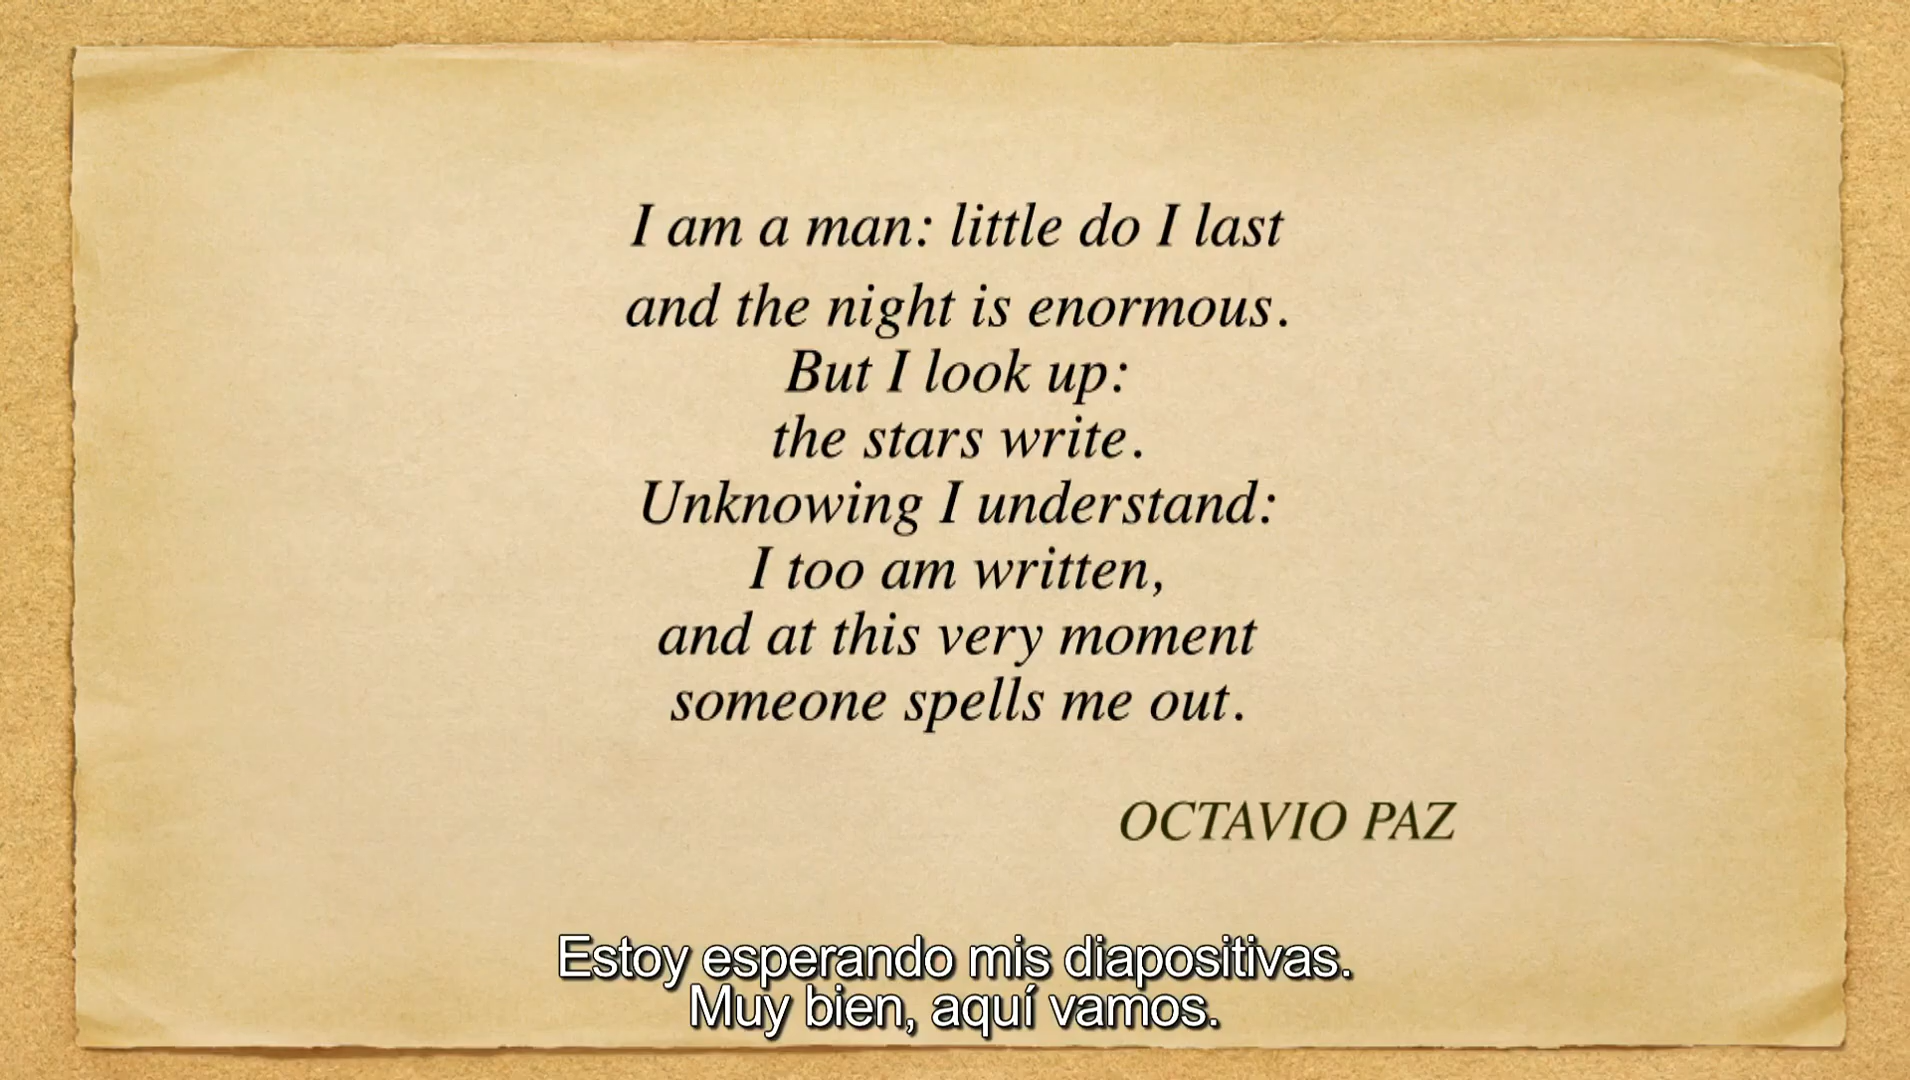 I am a man: little do I last
and the night is enormous.
But I look up:
the stars write.
Unknowing I understand:
I too am written,
and at this very moment
someone spells me out.
OCTAVIO PAZ
Estoy esperando mis diapositivas.
Muy bien, aquí vamos.